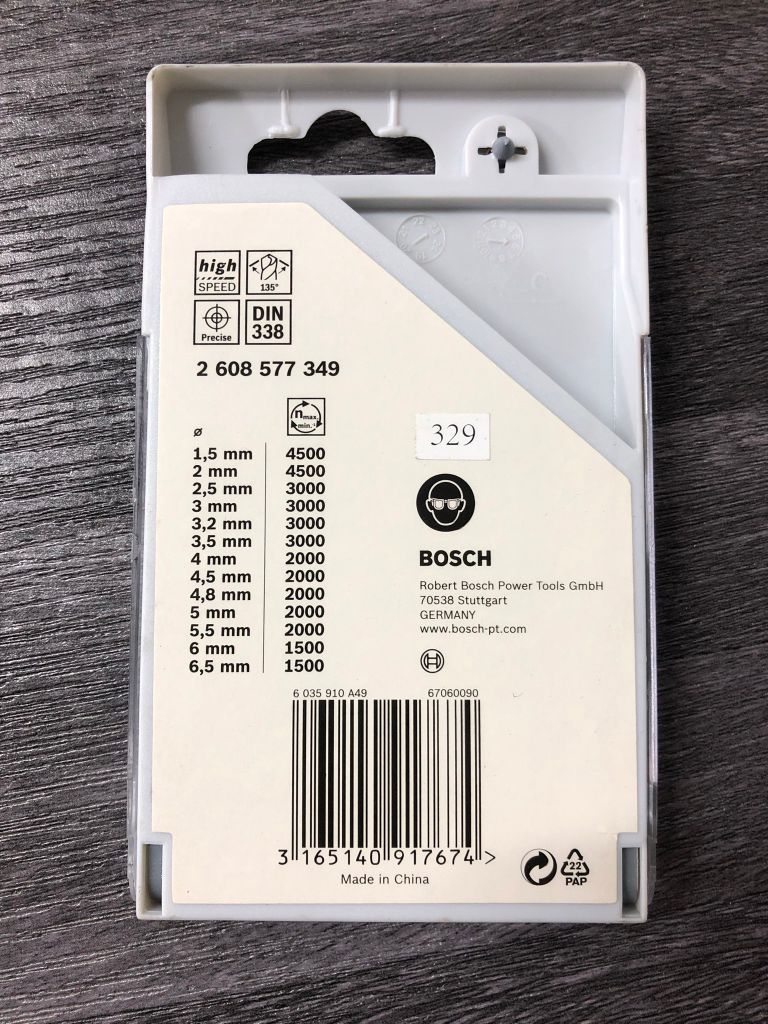 high
SPEED
135°
Precise
DIN
338
2 608 577 349
ø
nmax.
min.⁻¹
1,5 mm 4500
2 mm 4500
2,5 mm 3000
3 mm 3000
3,2 mm 3000
3,5 mm 3000
4 mm 2000
4,5 mm 2000
4,8 mm 2000
5 mm 2000
5,5 mm 2000
6 mm 1500
6,5 mm 1500
329
BOSCH
Robert Bosch Power Tools GmbH
70538 Stuttgart
GERMANY
www.bosch-pt.com
6 035 910 A49 67060090
3 165140 917674 >
Made in China
22
PAP